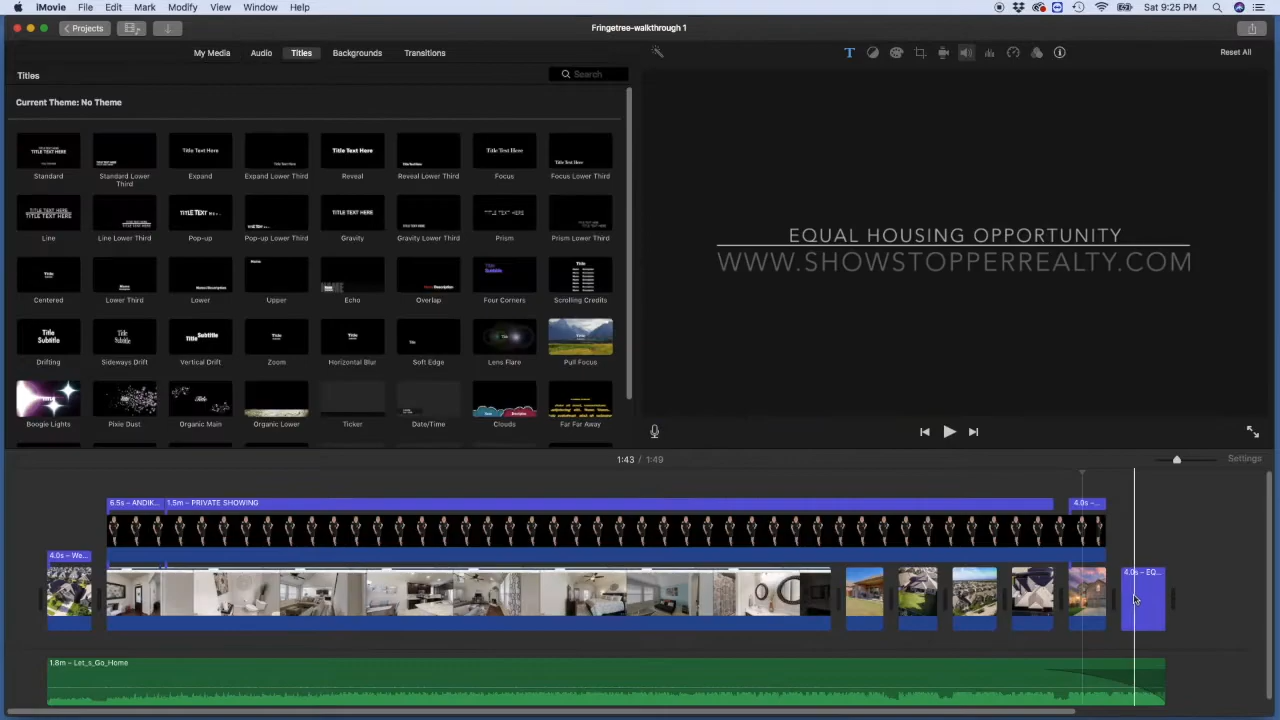 iMovie File Edit Mark Modify View Window Help
Sat 9:25 PM
Projects
Fringetree-walkthrough 1
My Media Audio Titles Backgrounds Transitions
Reset All
Titles
Search
Current Theme: No Theme
Standard
Standard Lower Third
Expand
Expand Lower Third
Reveal
Reveal Lower Third
Focus
Focus Lower Third
Line
Line Lower Third
Pop-up
Pop-up Lower Third
Gravity
Gravity Lower Third
Prism
Prism Lower Third
Centered
Lower Third
Lower
Upper
Echo
Overlap
Four Corners
Scrolling Credits
Drifting
Sideways Drift
Vertical Drift
Zoom
Horizontal Blur
Soft Edge
Lens Flare
Pull Focus
Boogie Lights
Pixie Dust
Organic Main
Organic Lower
Ticker
Date/Time
Clouds
Far Far Away
EQUAL HOUSING OPPORTUNITY
WWW.SHOWSTOPPERREALTY.COM
1:43 / 1:49
Settings
6.5s – ANDIK...
1.5m – PRIVATE SHOWING
4.0s –...
4.0s – We...
4.0s – EQ...
1.8m – Let_s_Go_Home